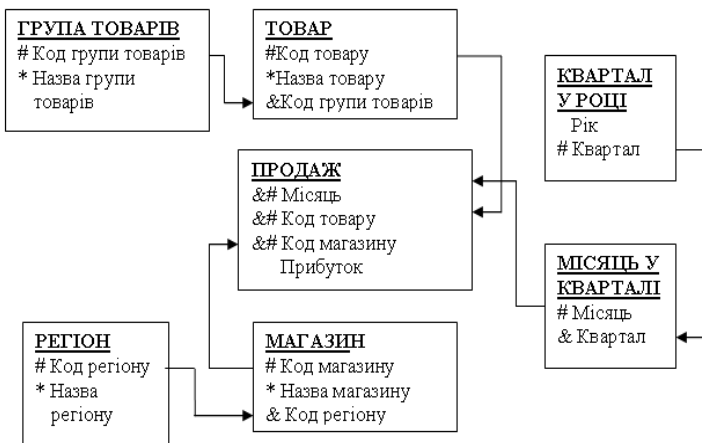 ГРУПА ТОВАРІВ
# Код групи товарів
* Назва групи
товарів
ТОВАР
#Код товару
*Назва товару
&Код групи товарів
КВАРТАЛ
У РОЦІ
Рік
# Квартал
ПРОДАЖ
&# Місяць
&# Код товару
&# Код магазину
Прибуток
МІСЯЦЬ У
КВАРТАЛІ
# Місяць
& Квартал
РЕГІОН
# Код регіону
* Назва
регіону
МАГАЗИН
# Код магазину
* Назва магазину
& Код регіону